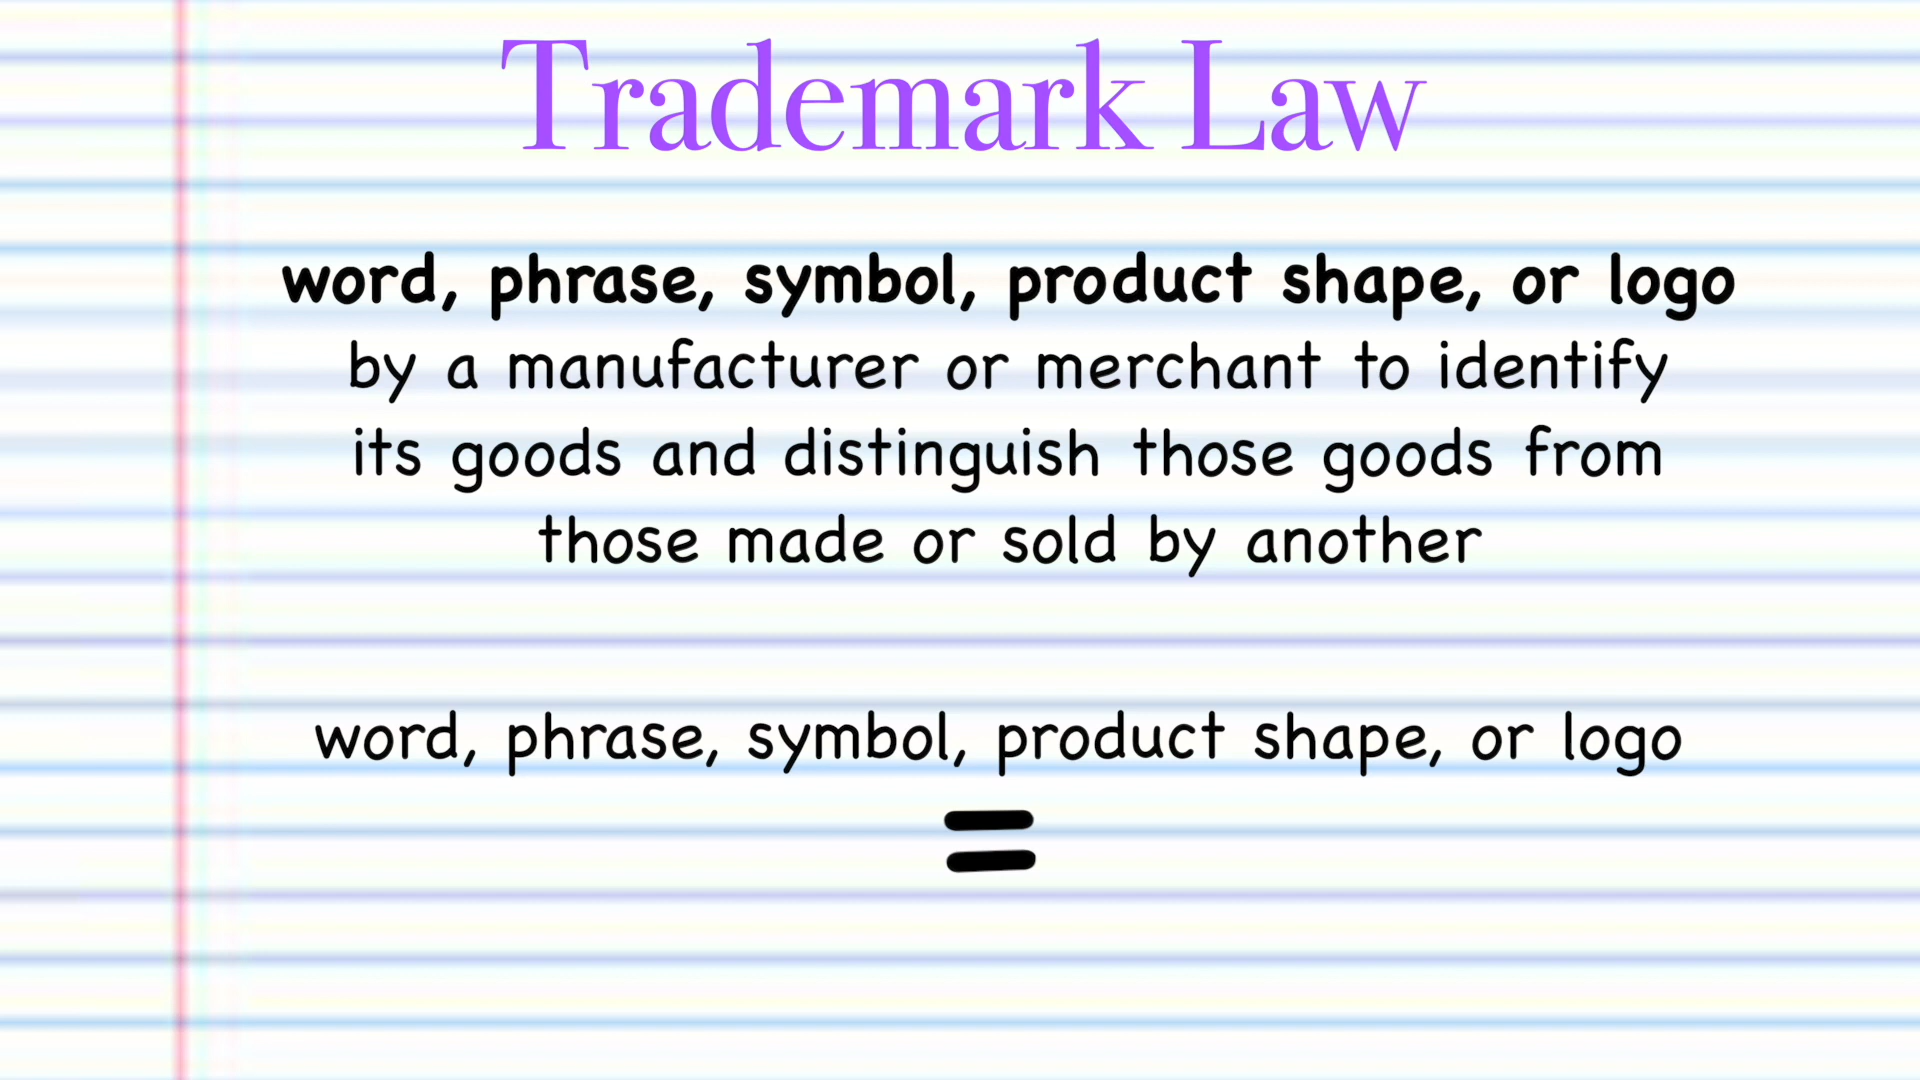 Trademark Law
word, phrase, symbol, product shape, or logo
by a manufacturer or merchant to identify
its goods and distinguish those goods from
those made or sold by another
word, phrase, symbol, product shape, or logo
=